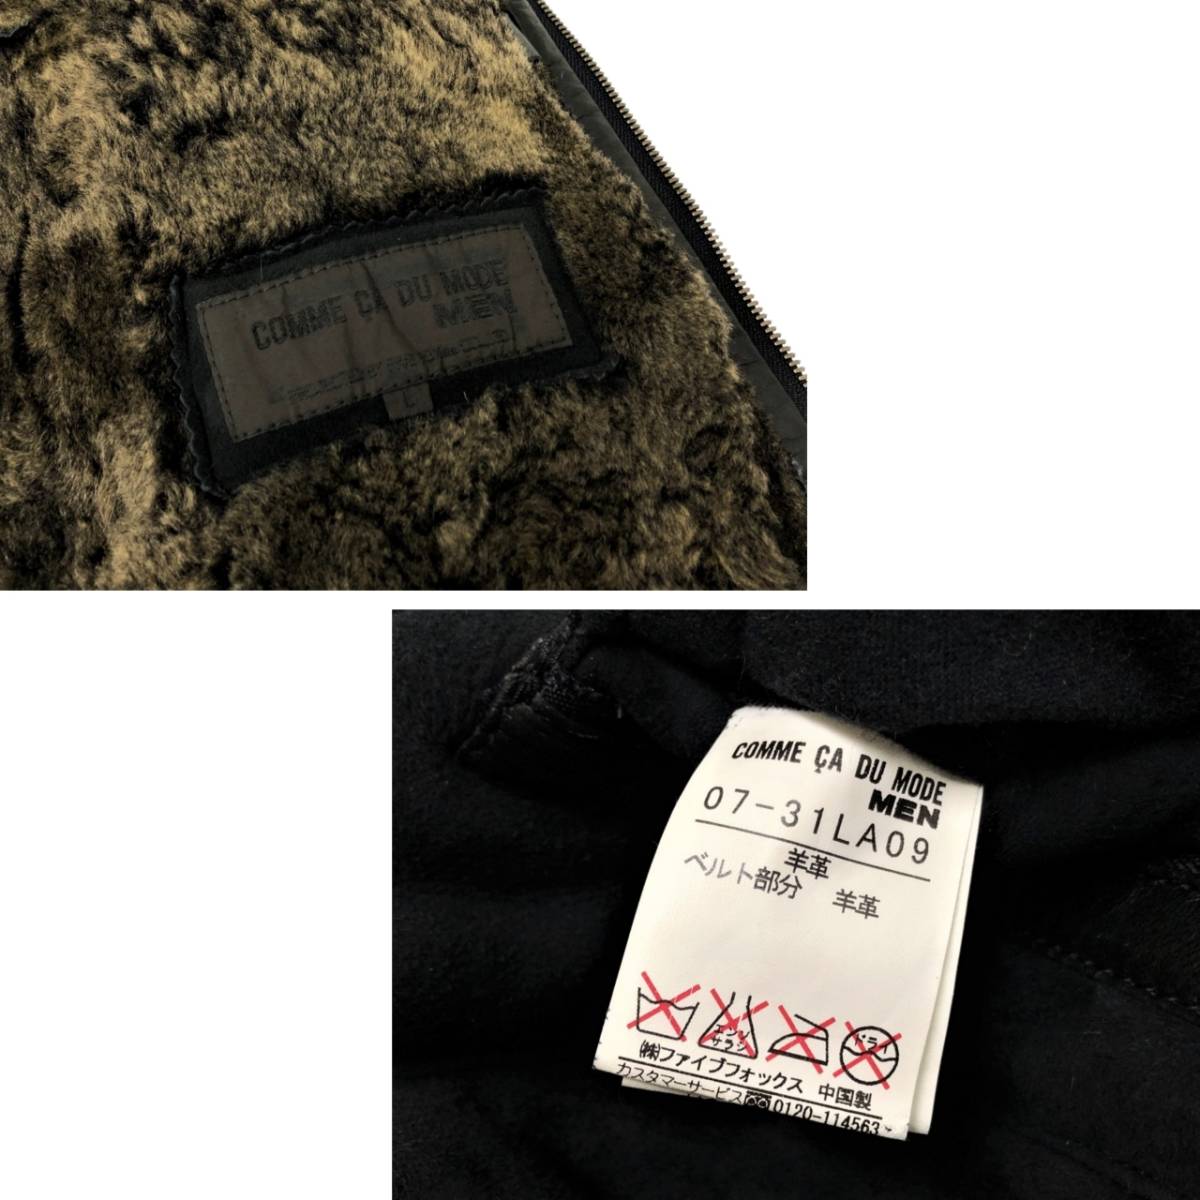 COMME ÇA DU MODE
MEN
L
COMME ÇA DU MODE
MEN
07-31LA09
羊革
ベルト部分 羊革
エンソ
サラシ
ドライ
(株)ファイブフォックス 中国製
カスタマーサービス 0120-114563